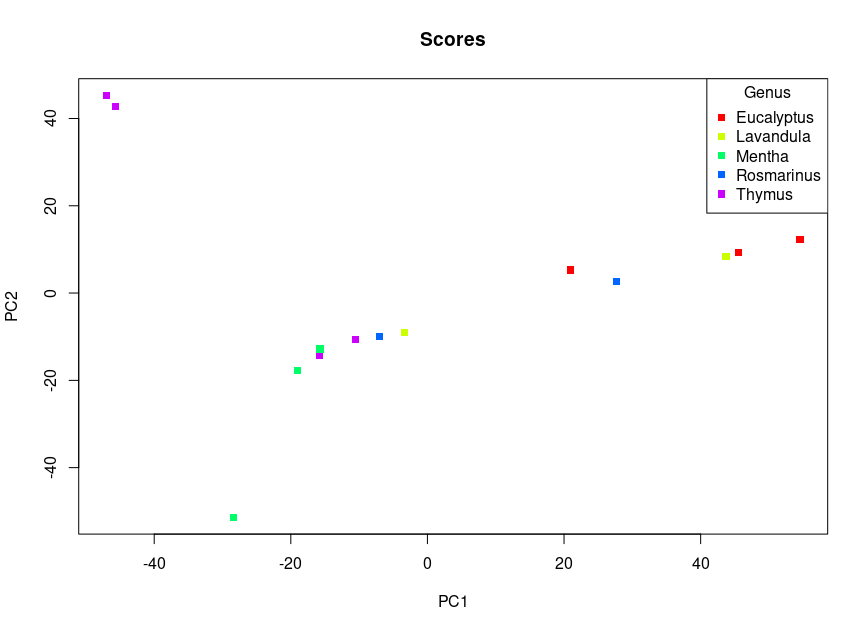 Scores
Genus
Eucalyptus
Lavandula
Mentha
Rosmarinus
Thymus
PC2
40
20
0
-20
-40
-40
-20
0
20
40
PC1